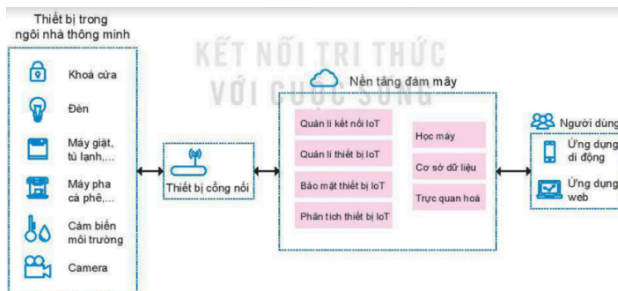 Thiết bị trong
ngôi nhà thông minh
Khoá cửa
Đèn
Máy giặt,
tủ lạnh,...
Máy pha
cà phê,...
Cảm biến
môi trường
Camera
Thiết bị cổng nối
KẾT NỐI TRI THỨC
VỚI CUỘC SỐNG
Nền tảng đám mây
Quản lí kết nối IoT
Quản lí thiết bị IoT
Bảo mật thiết bị IoT
Phân tích thiết bị IoT
Học máy
Cơ sở dữ liệu
Trực quan hoá
Người dùng
Ứng dụng
di động
Ứng dụng
web